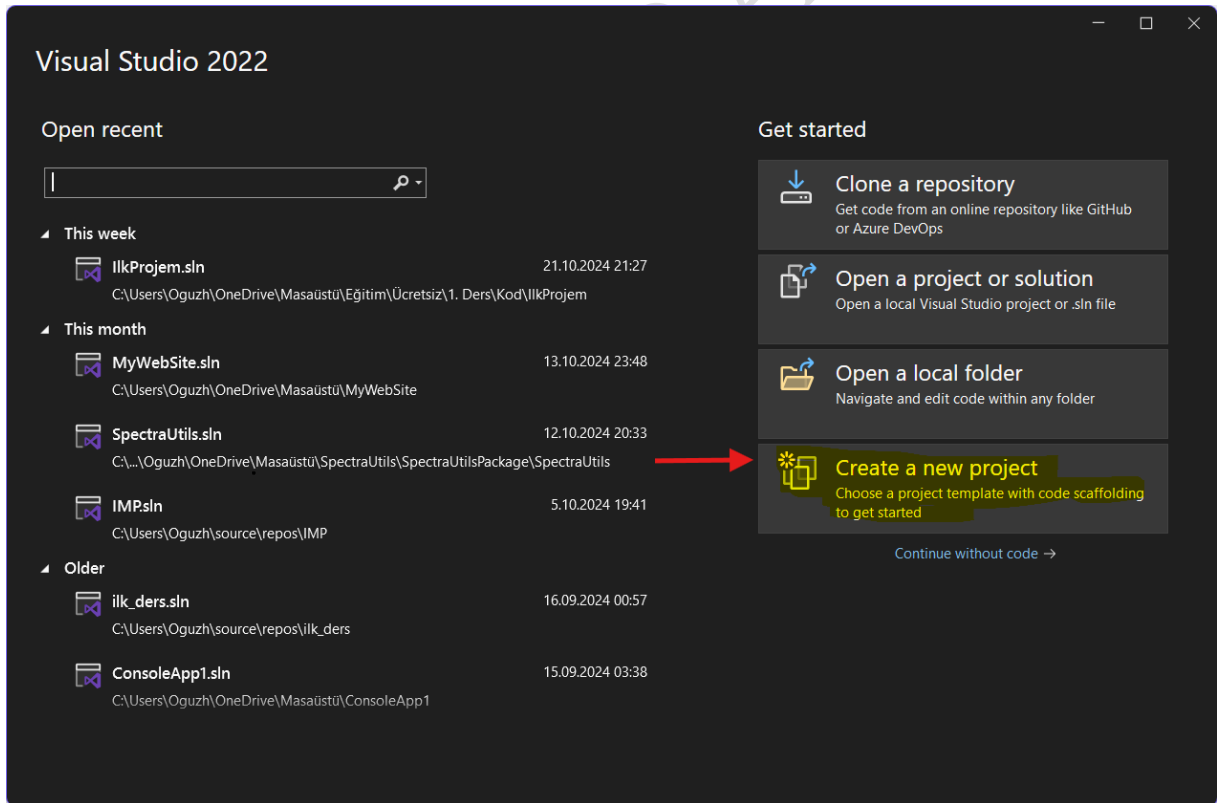 Visual Studio 2022
Open recent
This week
IlkProjem.sln 21.10.2024 21:27
C:\Users\Oguzh\OneDrive\Masaüstü\Eğitim\Ücretsiz\1. Ders\Kod\IlkProjem
This month
MyWebSite.sln 13.10.2024 23:48
C:\Users\Oguzh\OneDrive\Masaüstü\MyWebSite
SpectraUtils.sln 12.10.2024 20:33
C:\...\Oguzh\OneDrive\Masaüstü\SpectraUtils\SpectraUtilsPackage\SpectraUtils
IMP.sln 5.10.2024 19:41
C:\Users\Oguzh\source\repos\IMP
Older
ilk_ders.sln 16.09.2024 00:57
C:\Users\Oguzh\source\repos\ilk_ders
ConsoleApp1.sln 15.09.2024 03:38
C:\Users\Oguzh\OneDrive\Masaüstü\ConsoleApp1
Get started
Clone a repository
Get code from an online repository like GitHub
or Azure DevOps
Open a project or solution
Open a local Visual Studio project or .sln file
Open a local folder
Navigate and edit code within any folder
Create a new project
Choose a project template with code scaffolding
to get started
Continue without code →